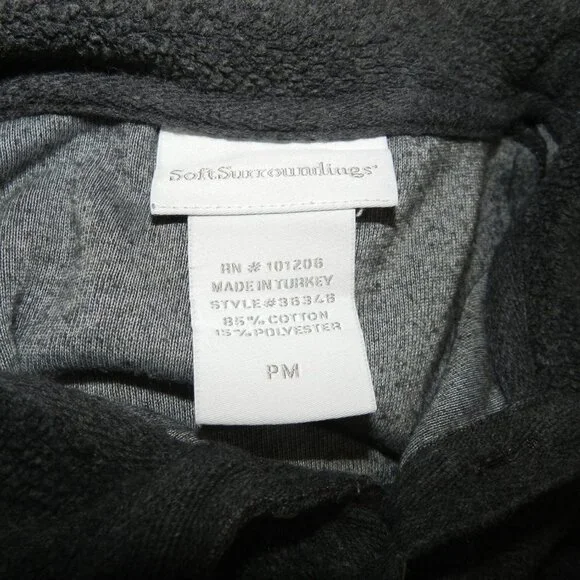 SoftSurroundings
RN # 101206
MADE IN TURKEY
STYLE#36346
85% COTTON
15% POLYESTER
PM